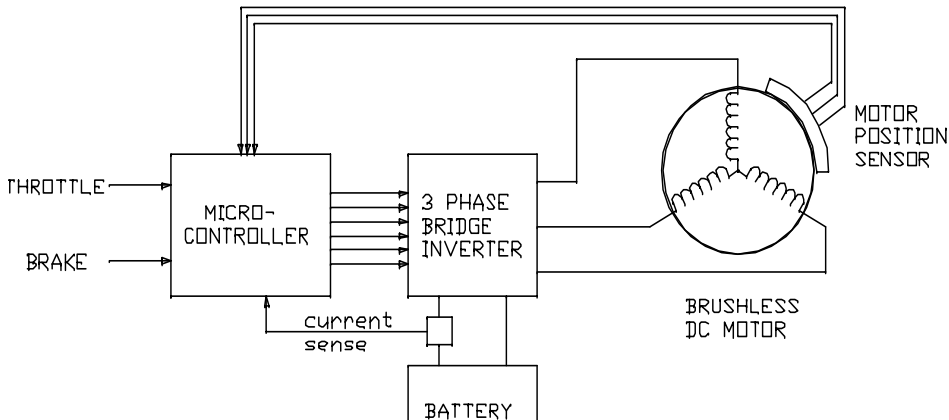 MOTOR
POSITION
SENSOR
THROTTLE
MICRO-
CONTROLLER
3 PHASE
BRIDGE
INVERTER
BRAKE
BRUSHLESS
DC MOTOR
current
sense
BATTERY